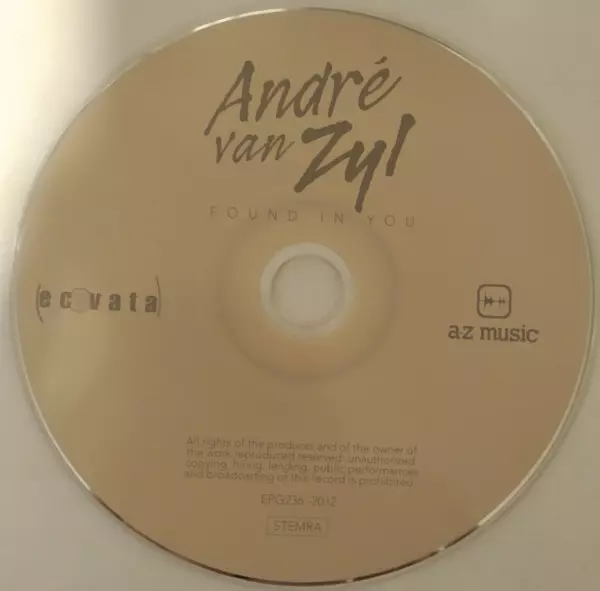 André
van Zyl
FOUND IN YOU
(ecovata)
a-z music
All rights of the producer and of the owner of
the work reproduced reserved. unauthorised
copying, hiring, lending, public performances
and broadcasting of this record is prohibited.
EPG236 -2012
STEMRA